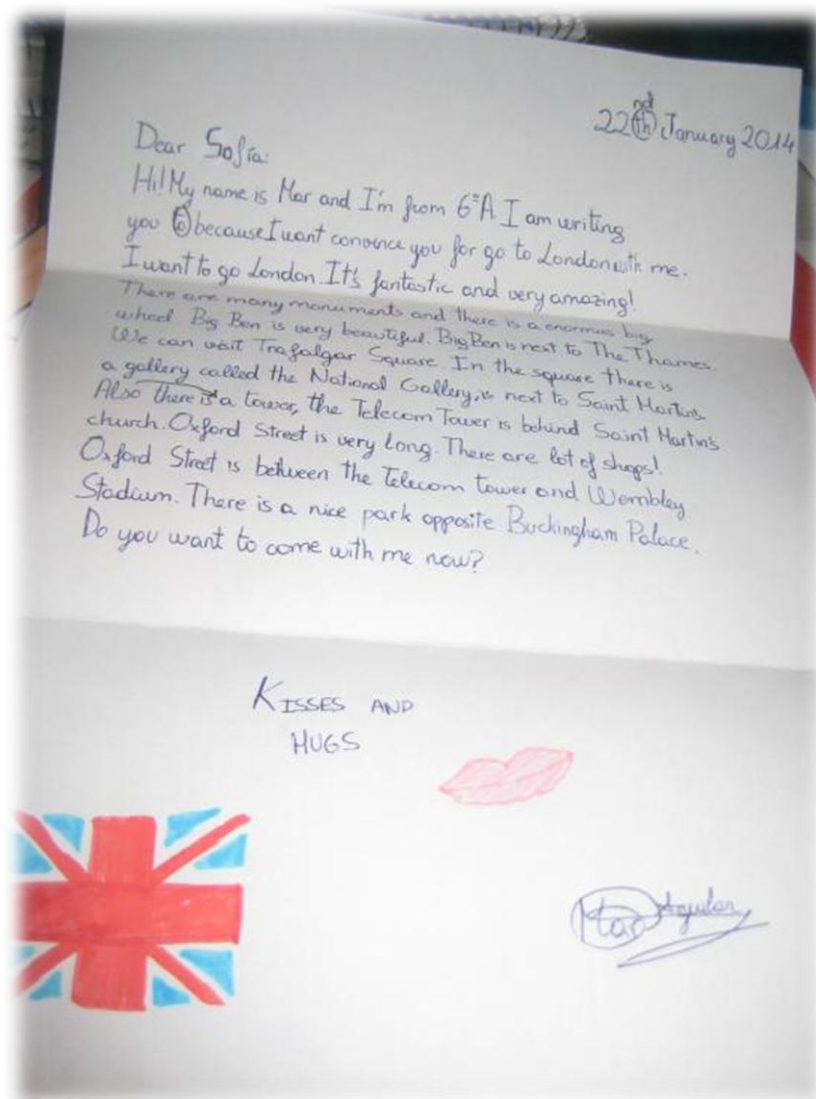 22th nd January 2014
Dear Sofía:
Hi! My name is Mar and I'm from 6ºA I am writing
you to because I want convince you for go to London with me.
I want to go London. It's fantastic and very amazing!
There are many monuments and there is a enormus big
wheel. Big Ben is very beautiful. Big Ben is next to The Thames.
We can visit Trafalgar Square. In the square there is
a gallery called the National Gallery, is next to Saint Martin's
Also there is a tower, the Telecom Tower is behind Saint Martin's
church. Oxford Street is very long. There are lot of shops!
Oxford Street is between the Telecom tower and Wembley
Stadium. There is a nice park opposite Buckingham Palace.
Do you want to come with me now?
KISSES AND
HUGS
Mar Aguilar